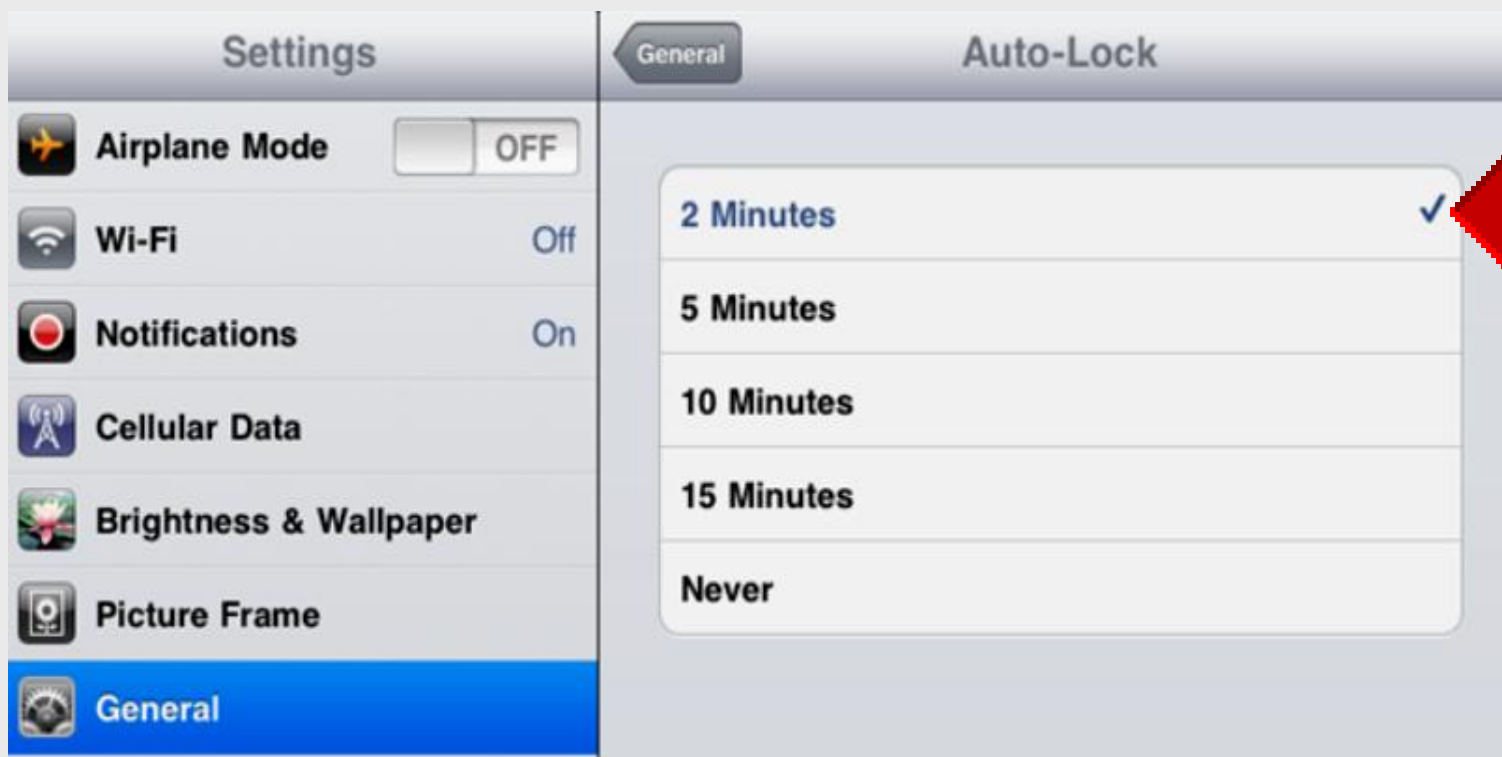 Settings
Airplane Mode OFF
Wi-Fi Off
Notifications On
Cellular Data
Brightness & Wallpaper
Picture Frame
General
General Auto-Lock
2 Minutes
5 Minutes
10 Minutes
15 Minutes
Never